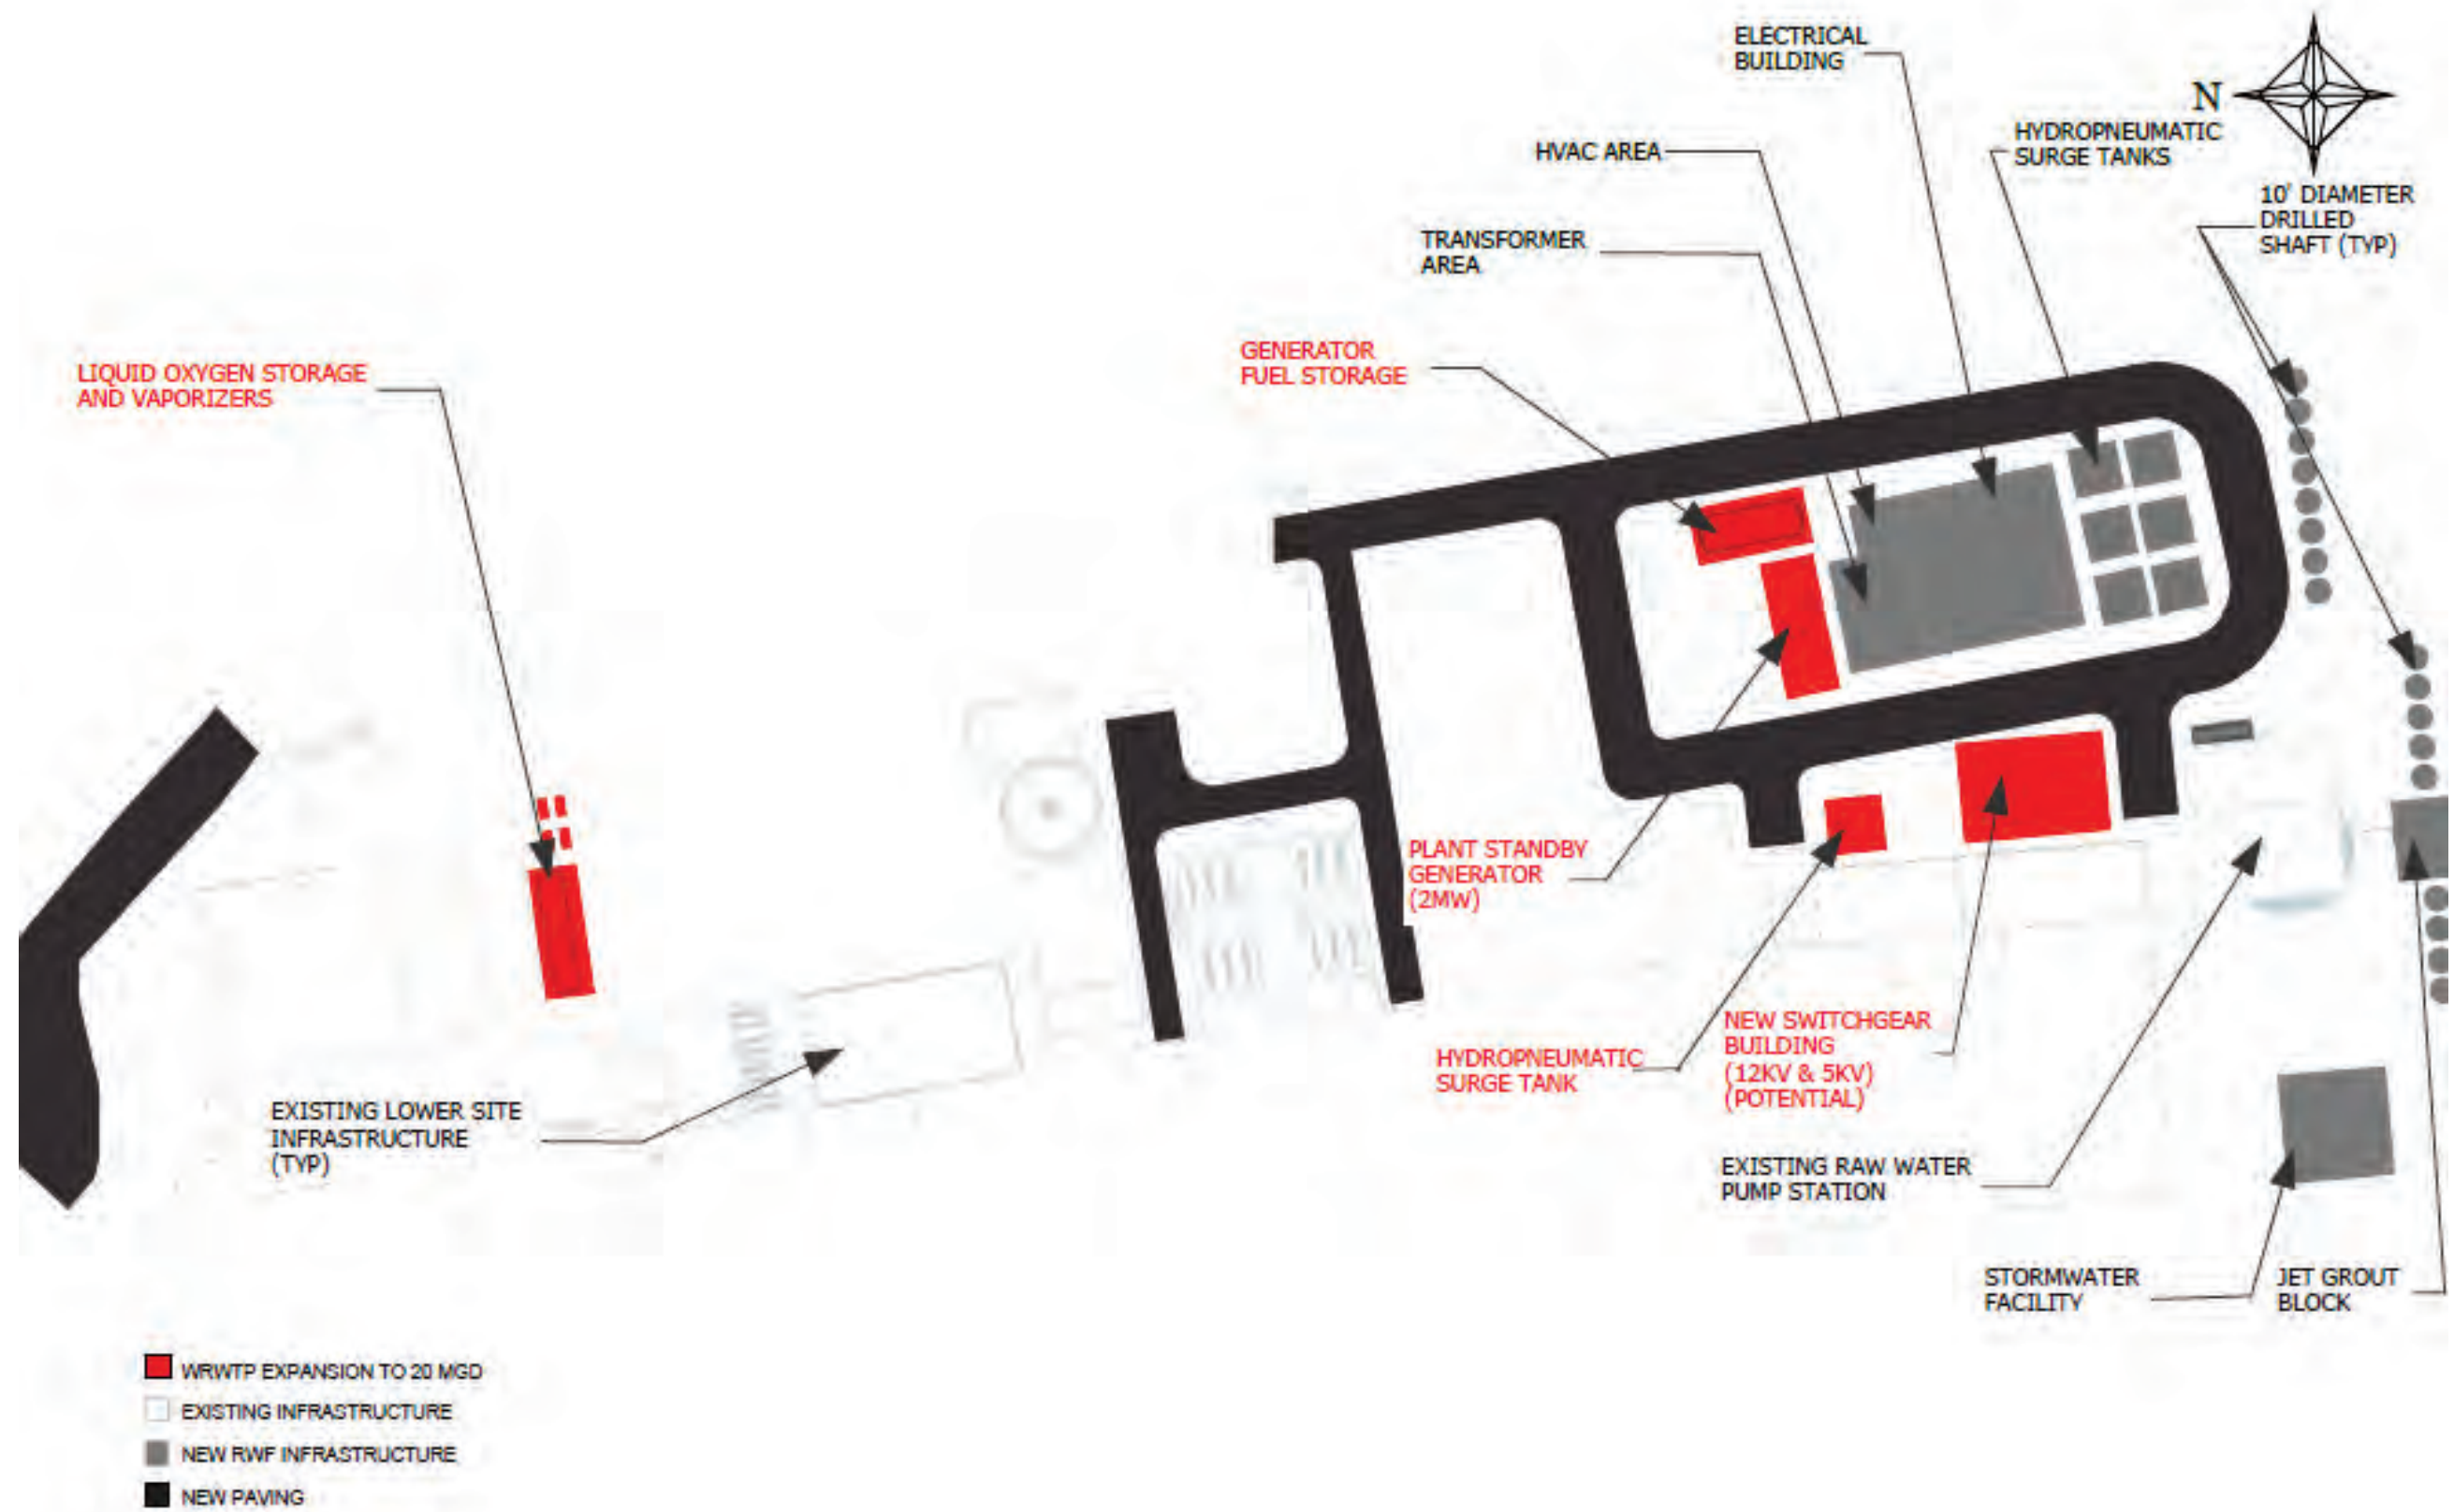 ELECTRICAL
BUILDING
N
HYDROPNEUMATIC
SURGE TANKS
HVAC AREA
10' DIAMETER
DRILLED
SHAFT (TYP)
TRANSFORMER
AREA
GENERATOR
FUEL STORAGE
LIQUID OXYGEN STORAGE
AND VAPORIZERS
PLANT STANDBY
GENERATOR
(2MW)
HYDROPNEUMATIC
SURGE TANK
NEW SWITCHGEAR
BUILDING
(12KV & 5KV)
(POTENTIAL)
EXISTING LOWER SITE
INFRASTRUCTURE
(TYP)
EXISTING RAW WATER
PUMP STATION
STORMWATER
FACILITY
JET GROUT
BLOCK
WRWTP EXPANSION TO 20 MGD
EXISTING INFRASTRUCTURE
NEW RWF INFRASTRUCTURE
NEW PAVING